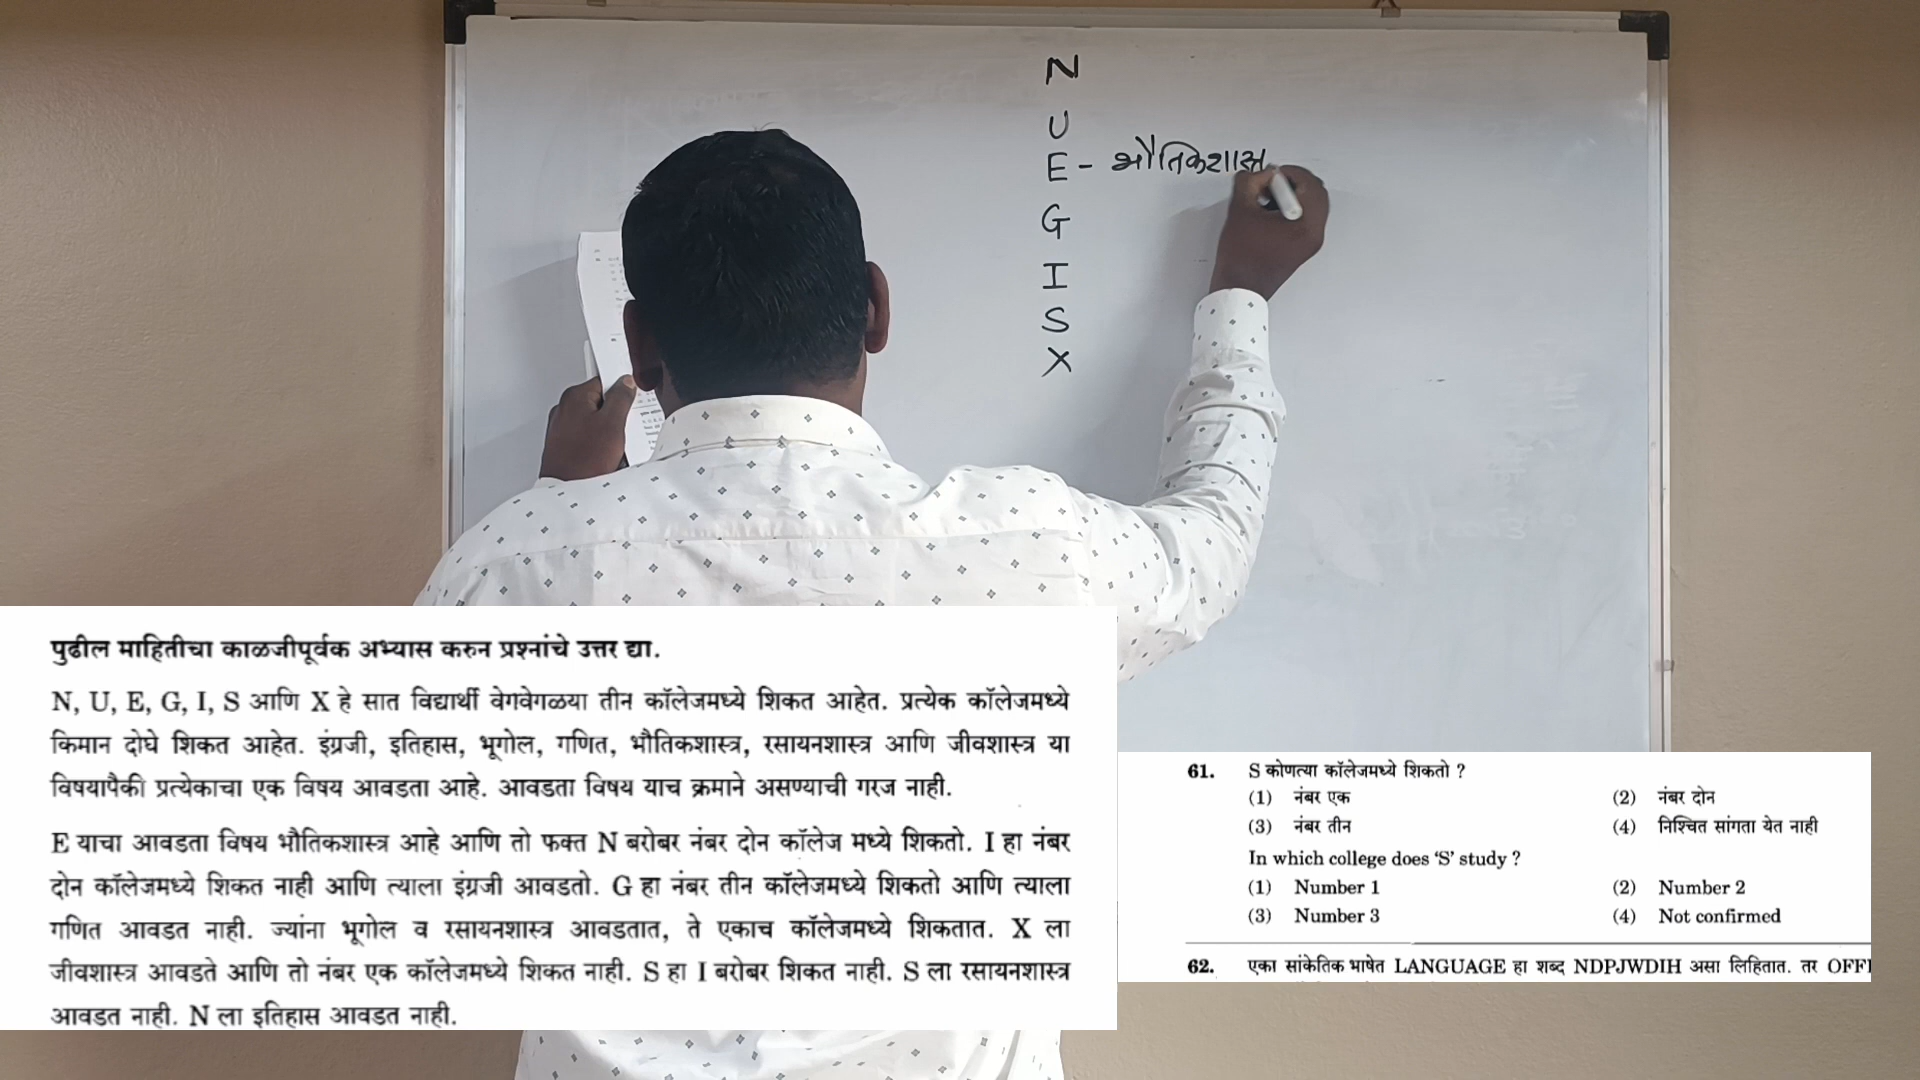 N
U
E - भौतिकशास्त्र
G
I
S
X
पुढील माहितीचा काळजीपूर्वक अभ्यास करुन प्रश्नांचे उत्तर द्या.
N, U, E, G, I, S आणि X हे सात विद्यार्थी वेगवेगळया तीन कॉलेजमध्ये शिकत आहेत. प्रत्येक कॉलेजमध्ये
किमान दोघे शिकत आहेत. इंग्रजी, इतिहास, भूगोल, गणित, भौतिकशास्त्र, रसायनशास्त्र आणि जीवशास्त्र या
विषयापैकी प्रत्येकाचा एक विषय आवडता आहे. आवडता विषय याच क्रमाने असण्याची गरज नाही.
E याचा आवडता विषय भौतिकशास्त्र आहे आणि तो फक्त N बरोबर नंबर दोन कॉलेज मध्ये शिकतो. I हा नंबर
दोन कॉलेजमध्ये शिकत नाही आणि त्याला इंग्रजी आवडतो. G हा नंबर तीन कॉलेजमध्ये शिकतो आणि त्याला
गणित आवडत नाही. ज्यांना भूगोल व रसायनशास्त्र आवडतात, ते एकाच कॉलेजमध्ये शिकतात. X ला
जीवशास्त्र आवडते आणि तो नंबर एक कॉलेजमध्ये शिकत नाही. S हा I बरोबर शिकत नाही. S ला रसायनशास्त्र
आवडत नाही. N ला इतिहास आवडत नाही.
61. S कोणत्या कॉलेजमध्ये शिकतो ?
(1) नंबर एक (2) नंबर दोन
(3) नंबर तीन (4) निश्चित सांगता येत नाही
In which college does ‘S’ study ?
(1) Number 1 (2) Number 2
(3) Number 3 (4) Not confirmed
62. एका सांकेतिक भाषेत LANGUAGE हा शब्द NDPJWDIH असा लिहितात. तर OFFI